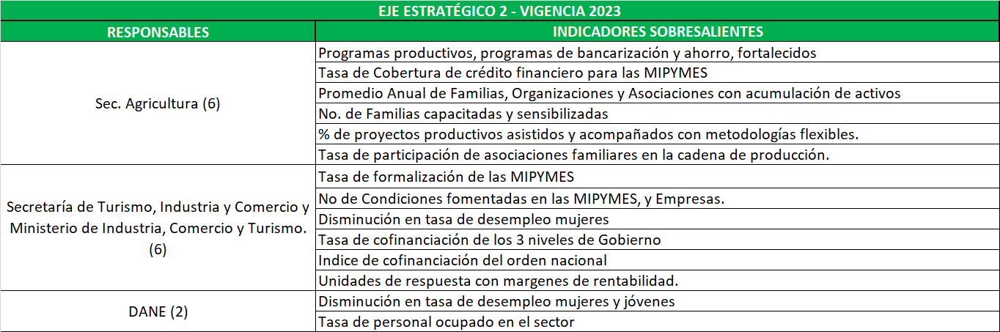 EJE ESTRATÉGICO 2 - VIGENCIA 2023
RESPONSABLES
INDICADORES SOBRESALIENTES
Sec. Agricultura (6)
Programas productivos, programas de bancarización y ahorro, fortalecidos
Tasa de Cobertura de crédito financiero para las MIPYMES
Promedio Anual de Familias, Organizaciones y Asociaciones con acumulación de activos
No. de Familias capacitadas y sensibilizadas
% de proyectos productivos asistidos y acompañados con metodologías flexibles.
Tasa de participación de asociaciones familiares en la cadena de producción.
Secretaría de Turismo, Industria y Comercio y
Ministerio de Industria, Comercio y Turismo.
(6)
Tasa de formalización de las MIPYMES
No de Condiciones fomentadas en las MIPYMES, y Empresas.
Disminución en tasa de desempleo mujeres
Tasa de cofinanciación de los 3 niveles de Gobierno
Indice de cofinanciación del orden nacional
Unidades de respuesta con margenes de rentabilidad.
DANE (2)
Disminución en tasa de desempleo mujeres y jóvenes
Tasa de personal ocupado en el sector